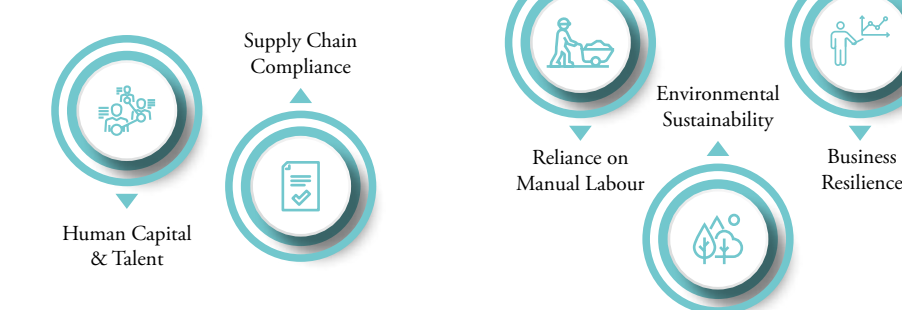 Supply Chain
Compliance
Human Capital
& Talent
Environmental
Sustainability
Reliance on
Manual Labour
Business
Resilience